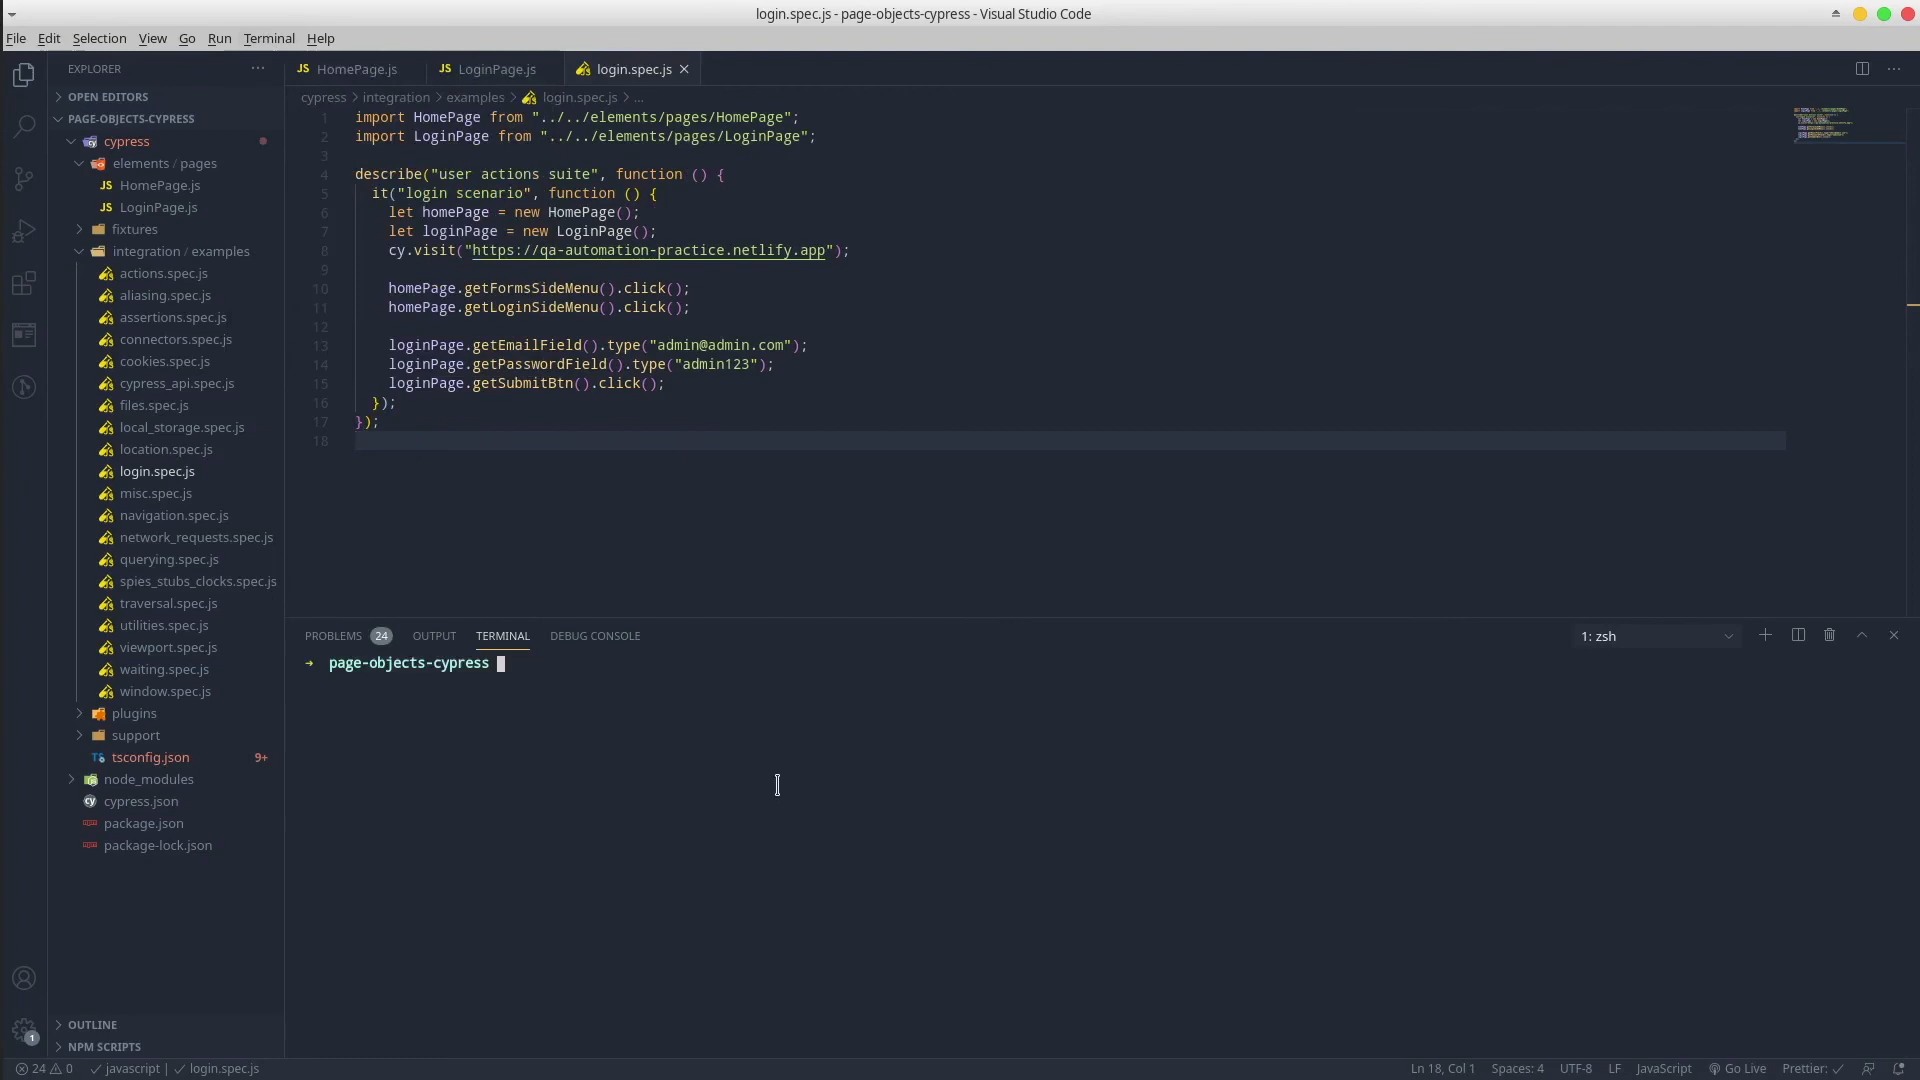 login.spec.js - page-objects-cypress - Visual Studio Code
File Edit Selection View Go Run Terminal Help
EXPLORER
OPEN EDITORS
PAGE-OBJECTS-CYPRESS
cypress
elements / pages
HomePage.js
LoginPage.js
fixtures
integration / examples
actions.spec.js
aliasing.spec.js
assertions.spec.js
connectors.spec.js
cookies.spec.js
cypress_api.spec.js
files.spec.js
local_storage.spec.js
location.spec.js
login.spec.js
misc.spec.js
navigation.spec.js
network_requests.spec.js
querying.spec.js
spies_stubs_clocks.spec.js
traversal.spec.js
utilities.spec.js
viewport.spec.js
waiting.spec.js
window.spec.js
plugins
support
TS tsconfig.json 9+
node_modules
cy cypress.json
package.json
package-lock.json
OUTLINE
NPM SCRIPTS
1
JS HomePage.js JS LoginPage.js login.spec.js
cypress > integration > examples > login.spec.js > ...
1 import HomePage from "../../elements/pages/HomePage";
2 import LoginPage from "../../elements/pages/LoginPage";
3
4 describe("user actions suite", function () {
5 it("login scenario", function () {
6 let homePage = new HomePage();
7 let loginPage = new LoginPage();
8 cy.visit("https://qa-automation-practice.netlify.app");
9
10 homePage.getFormsSideMenu().click();
11 homePage.getLoginSideMenu().click();
12
13 loginPage.getEmailField().type("admin@admin.com");
14 loginPage.getPasswordField().type("admin123");
15 loginPage.getSubmitBtn().click();
16 });
17 });
18
PROBLEMS 24 OUTPUT TERMINAL DEBUG CONSOLE 1: zsh
→ page-objects-cypress
24 0 javascript | login.spec.js Ln 18, Col 1 Spaces: 4 UTF-8 LF JavaScript Go Live Prettier: ✓